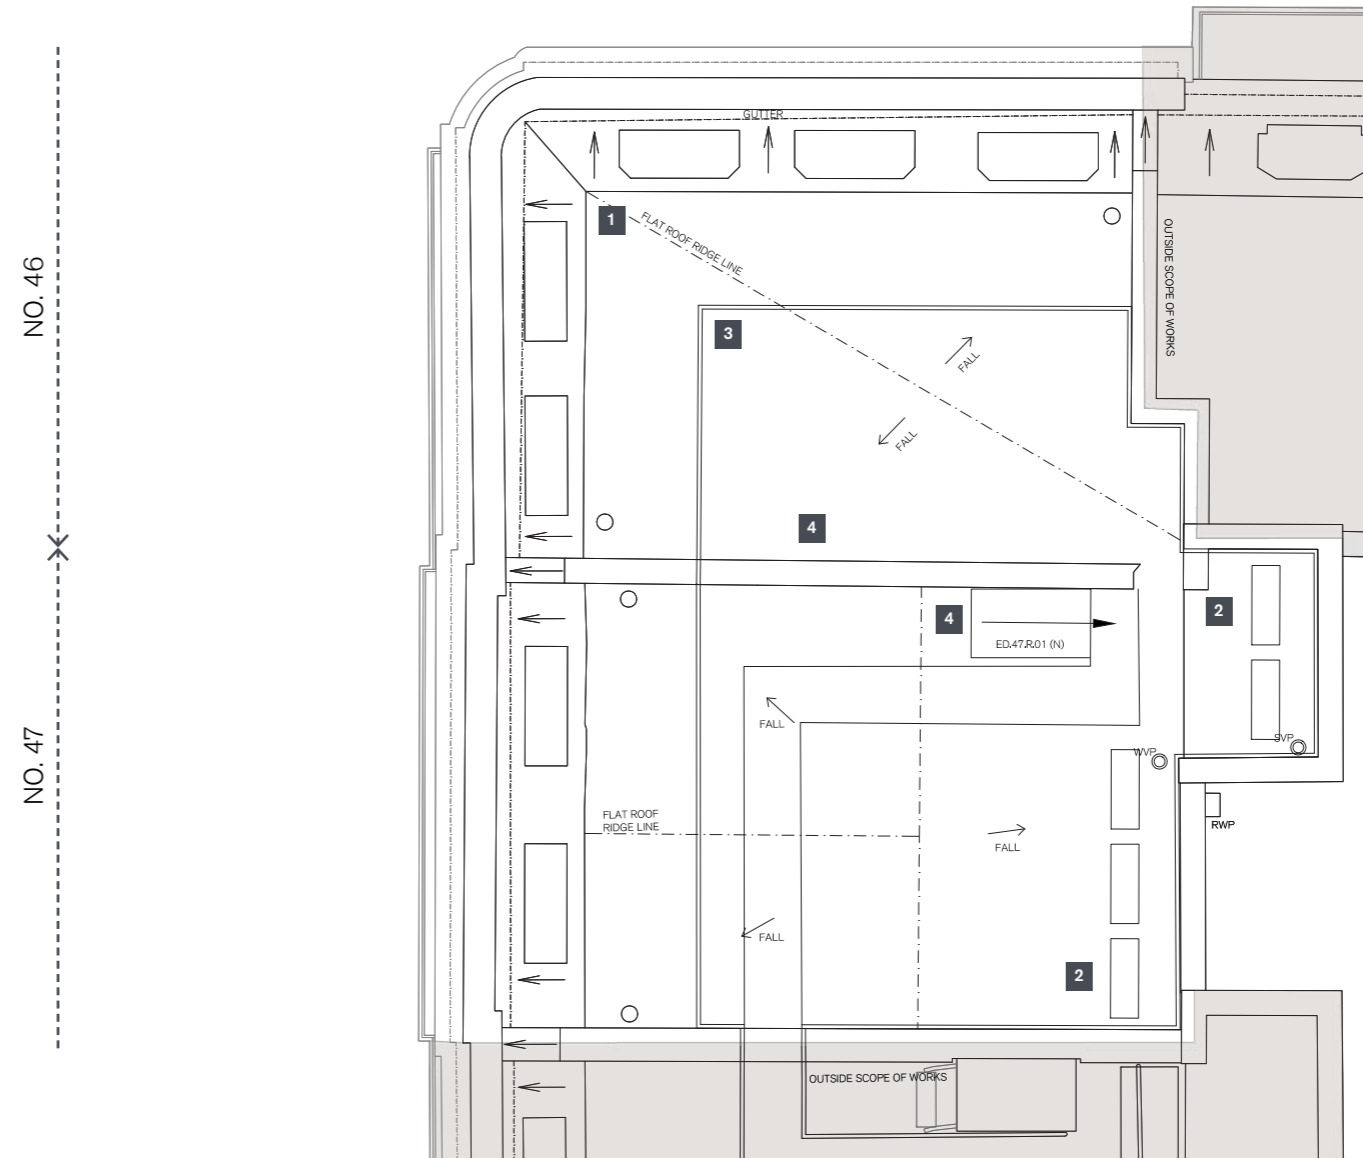 GUTTER
1
FLAT ROOF RIDGE LINE
OUTSIDE SCOPE OF WORKS
NO. 46
3
FALL
FALL
4
2
4
ED.47.R.01 (N)
FALL
SVP
WVP
NO. 47
FLAT ROOF
RIDGE LINE
RWP
FALL
FALL
2
OUTSIDE SCOPE OF WORKS